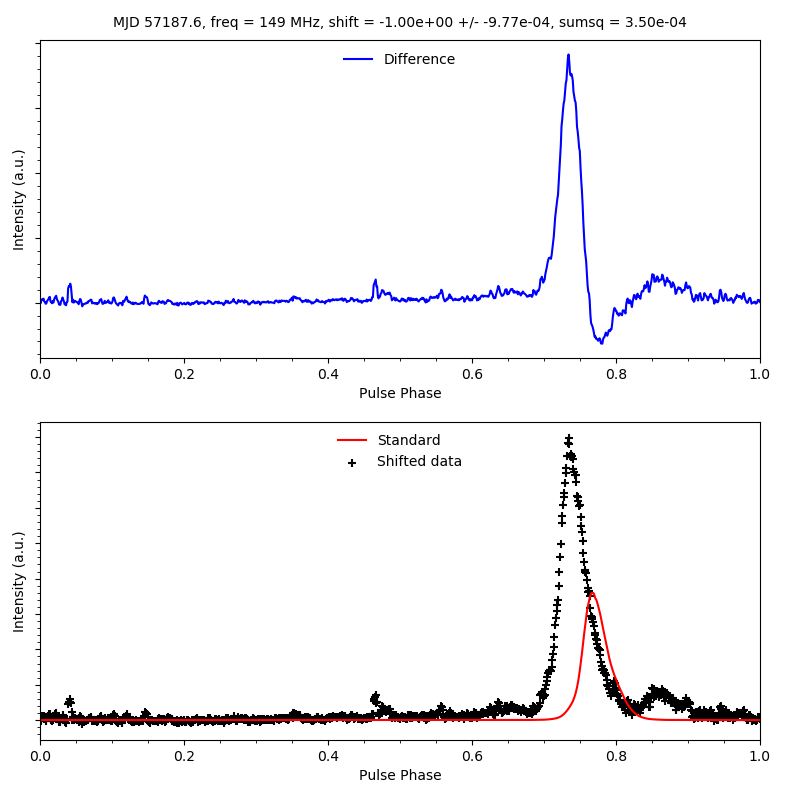 MJD 57187.6, freq = 149 MHz, shift = -1.00e+00 +/- -9.77e-04, sumsq = 3.50e-04
Difference
Intensity (a.u.)
0.0 0.2 0.4 0.6 0.8 1.0
Pulse Phase
Standard
Shifted data
Intensity (a.u.)
0.0 0.2 0.4 0.6 0.8 1.0
Pulse Phase